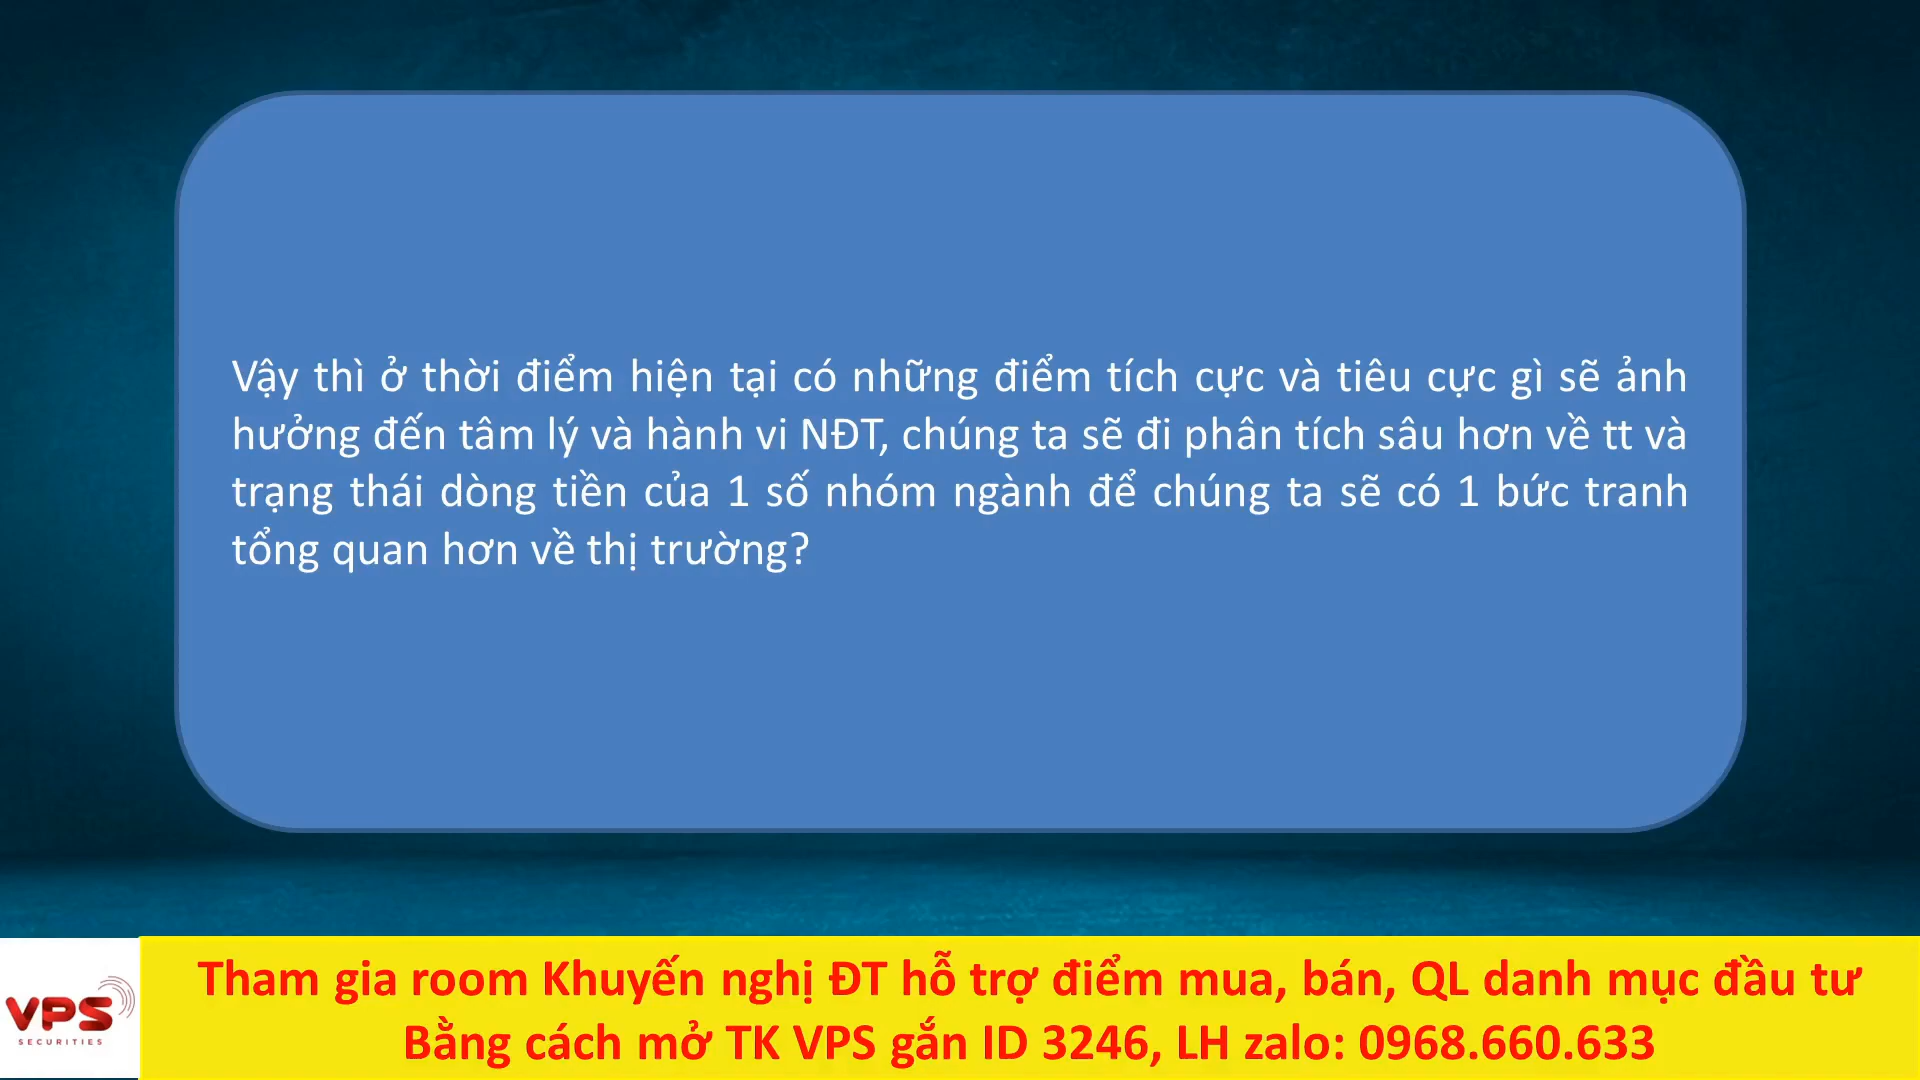 Vậy thì ở thời điểm hiện tại có những điểm tích cực và tiêu cực gì sẽ ảnh
hưởng đến tâm lý và hành vi NĐT, chúng ta sẽ đi phân tích sâu hơn về tt và
trạng thái dòng tiền của 1 số nhóm ngành để chúng ta sẽ có 1 bức tranh
tổng quan hơn về thị trường?
VPS
SECURITIES
Tham gia room Khuyến nghị ĐT hỗ trợ điểm mua, bán, QL danh mục đầu tư
Bằng cách mở TK VPS gắn ID 3246, LH zalo: 0968.660.633